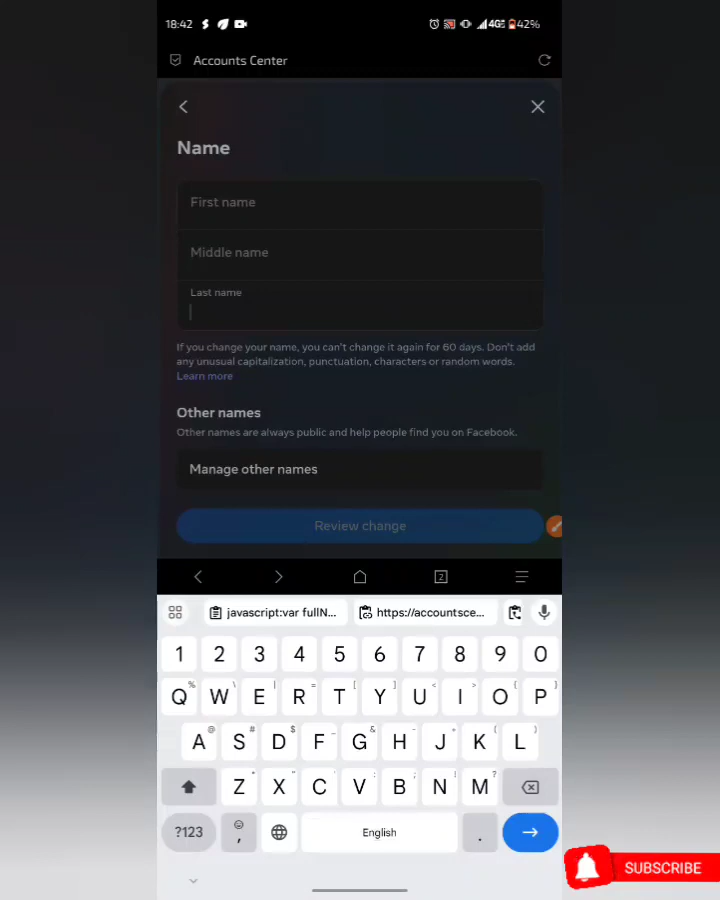 18:42 4G 42%
Accounts Center
Name
First name
Middle name
Last name
If you change your name, you can't change it again for 60 days. Don't add
any unusual capitalization, punctuation, characters or random words.
Learn more
Other names
Other names are always public and help people find you on Facebook.
Manage other names
Review change
2
javascript:var fullN... https://accountsce...
1 2 3 4 5 6 7 8 9 0
Q W E R T Y U I O P
A S D F G H J K L
Z X C V B N M
?123 , English .
SUBSCRIBE